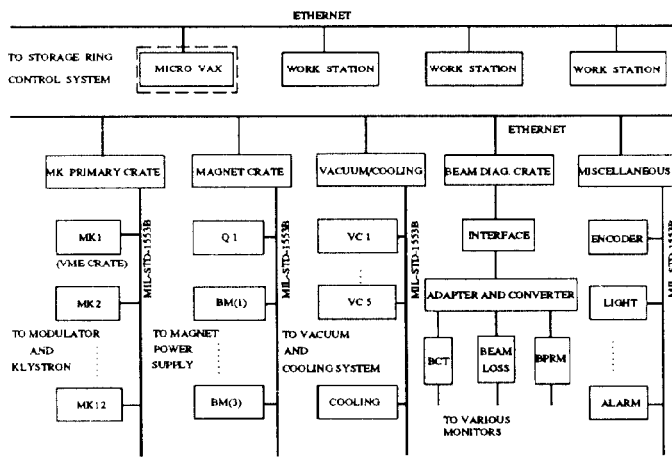 ETHERNET
TO STORAGE RING
CONTROL SYSTEM
MICRO VAX
WORK STATION
WORK STATION
WORK STATION
ETHERNET
MK PRIMARY CRATE
MAGNET CRATE
VACUUM/COOLING
BEAM DIAG. CRATE
MISCELLANEOUS
MIL-STD-1553B
MIL-STD-1553B
MIL-STD-1553B
MIL-STD-1553B
MK1
(VME CRATE)
Q 1
VC 1
INTERFACE
ENCODER
MK2
BM(1)
VC 5
ADAPTER AND CONVERTER
LIGHT
TO MODULATOR
AND
KLYSTRON
TO MAGNET
POWER
SUPPLY
TO VACUUM
AND
COOLING SYSTEM
BCT
BEAM
LOSS
BPRM
MK12
BM(3)
COOLING
TO VARIOUS
MONITORS
ALARM